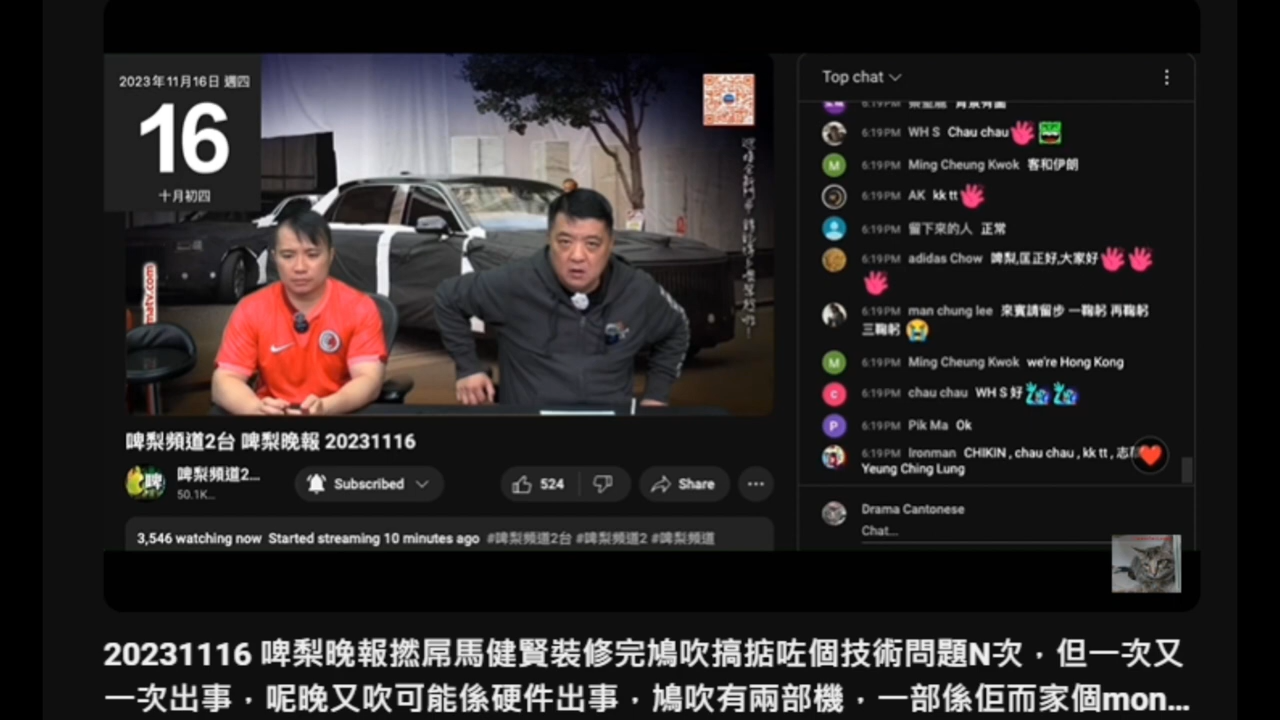 2023年11月16日 週四
16
十月初四
Top chat
6:19PM WH S Chau chau
6:19PM Ming Cheung Kwok 客和伊朗
6:19PM AK kk tt
6:19PM 留下來的人 正常
6:19PM adidas Chow 啤梨,匡正好,大家好
6:19PM man chung lee 來賓請留步 一鞠躬 再鞠躬
三鞠躬
6:19PM Ming Cheung Kwok we're Hong Kong
6:19PM chau chau WH S 好
6:19PM Pik Ma Ok
6:19PM Ironman CHIKIN , chau chau , kk tt ,
Yeung Ching Lung
Drama Cantonese
Chat...
啤梨頻道2台 啤梨晚報 20231116
啤梨頻道2...
50.1K...
Subscribed
524
Share
3,546 watching now Started streaming 10 minutes ago #啤梨頻道2台 #啤梨頻道2 #啤梨頻道
20231116 啤梨晚報撚屌馬健賢裝修完鳩吹搞掂咗個技術問題N次，但一次又
一次出事，呢晚又吹可能係硬件出事，鳩吹有兩部機，一部係佢而家個mon...